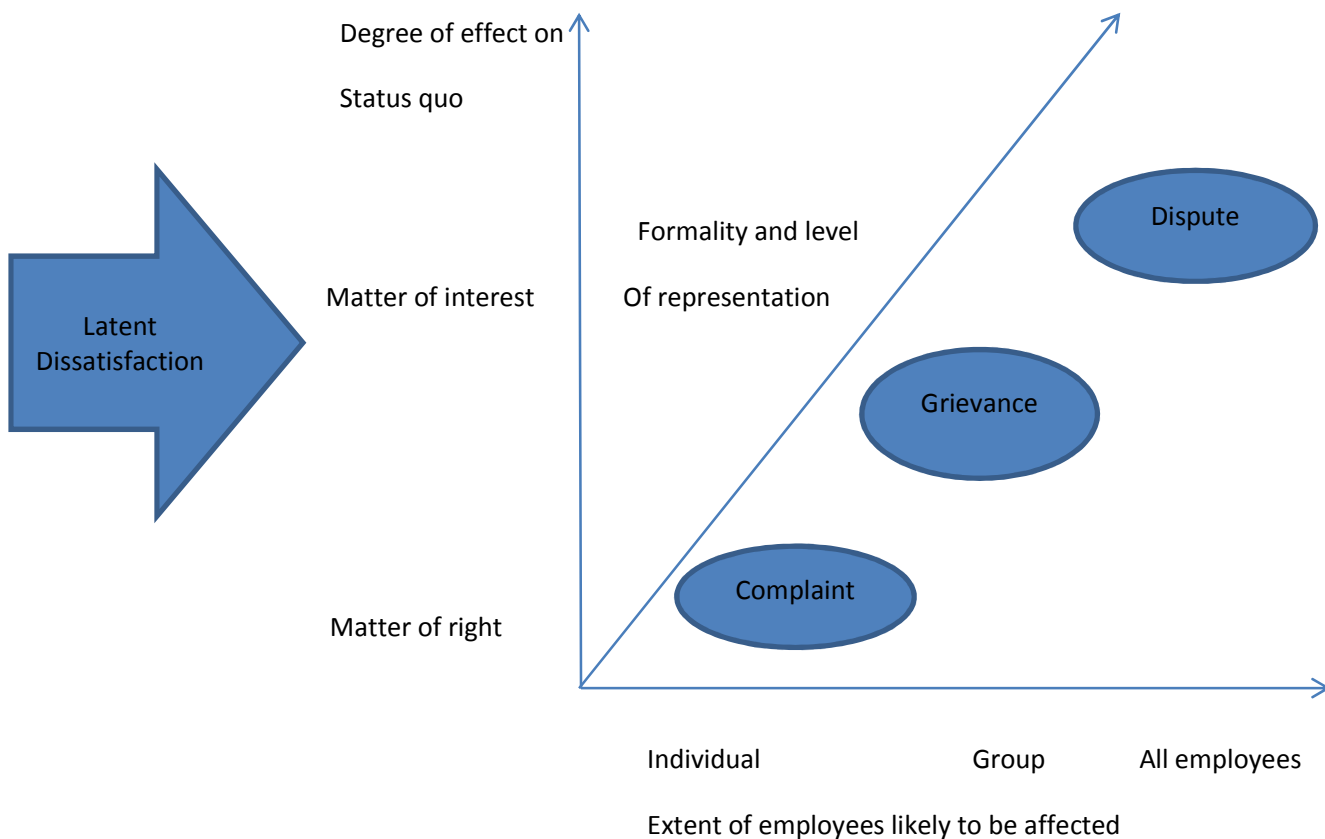 Degree of effect on
Status quo
Dispute
Formality and level
Of representation
Matter of interest
Latent
Dissatisfaction
Grievance
Complaint
Matter of right
Individual
Group
All employees
Extent of employees likely to be affected